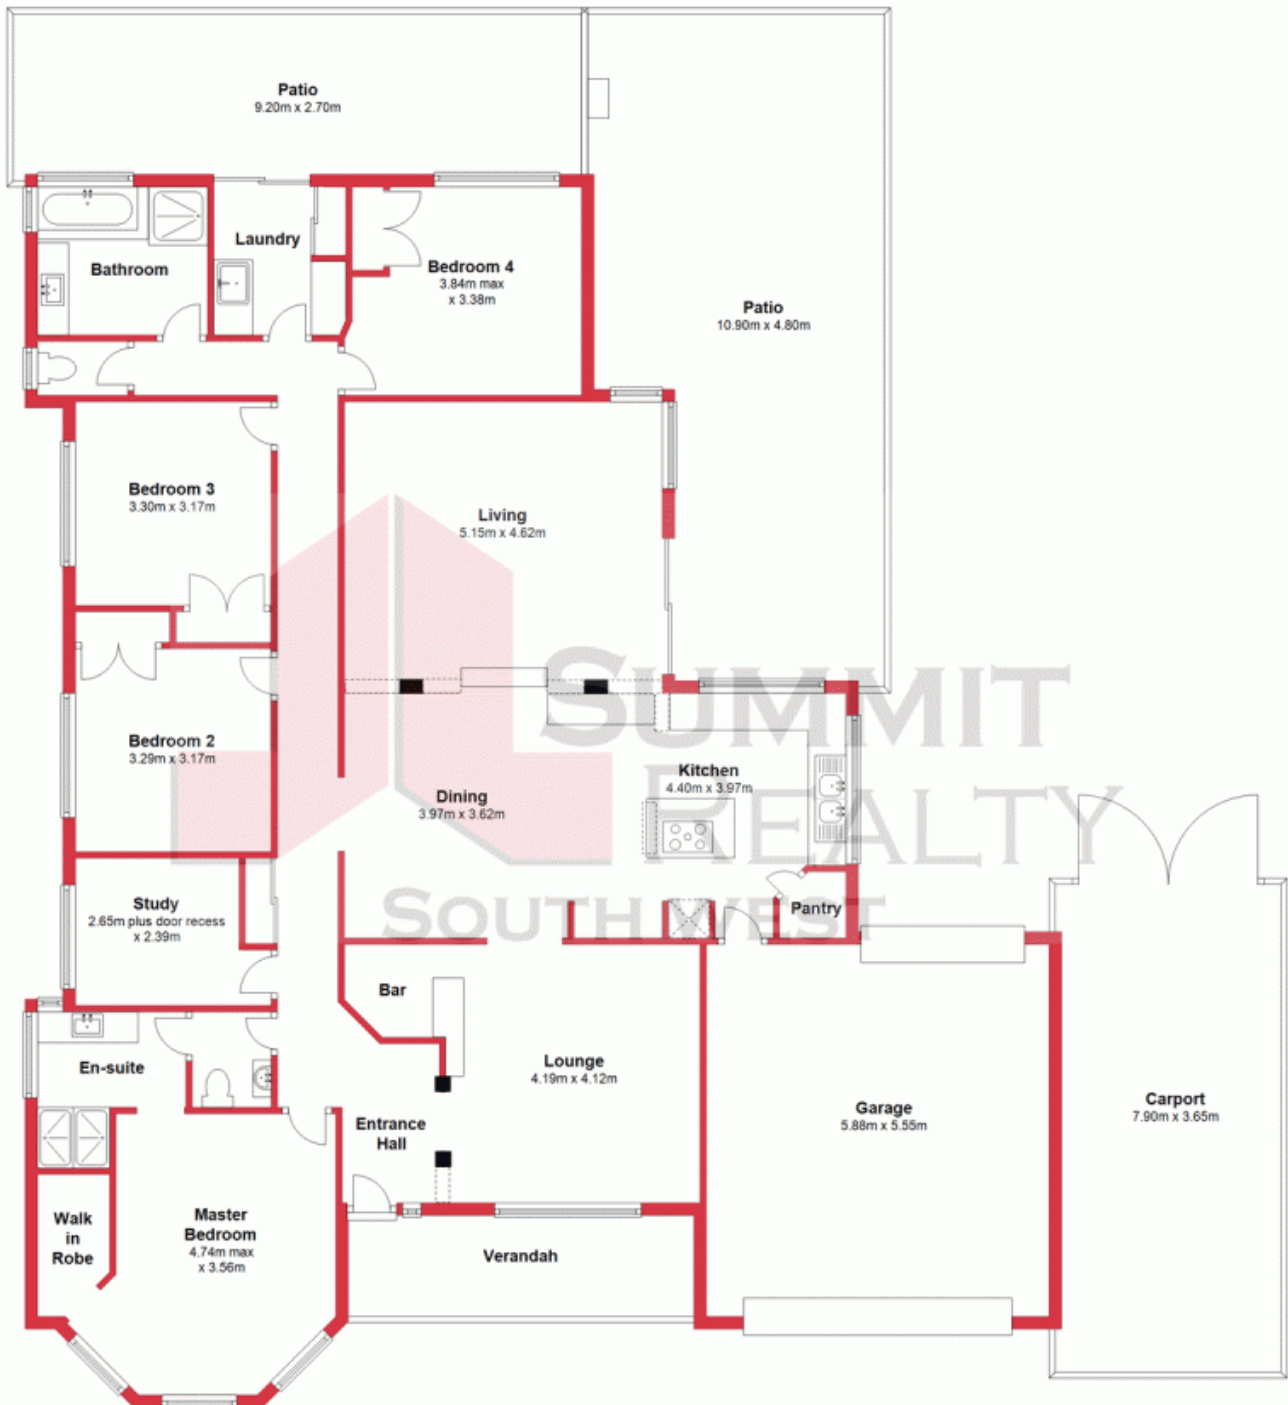 Patio
9.20m x 2.70m
Laundry
Bathroom
Bedroom 4
3.84m max
x 3.38m
Patio
10.90m x 4.80m
Bedroom 3
3.30m x 3.17m
Living
5.15m x 4.62m
SUMMIT
REALTY
SOUTH WEST
Bedroom 2
3.29m x 3.17m
Dining
3.97m x 3.62m
Kitchen
4.40m x 3.97m
Study
2.65m plus door recess
x 2.39m
Pantry
Bar
En-suite
Lounge
4.19m x 4.12m
Entrance
Hall
Garage
5.88m x 5.55m
Carport
7.90m x 3.65m
Walk
in
Robe
Master
Bedroom
4.74m max
x 3.56m
Verandah